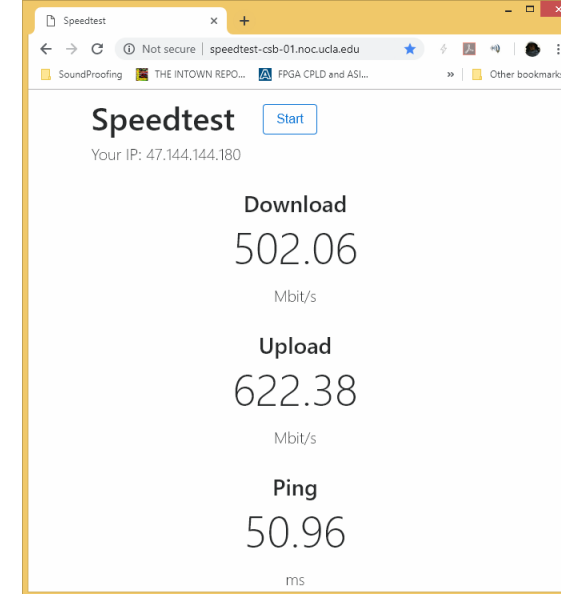 Speedtest
Not secure | speedtest-csb-01.noc.ucla.edu
SoundProofing THE INTOWN REPO... FPGA CPLD and ASI... » Other bookmarks
Speedtest Start
Your IP: 47.144.144.180
Download
502.06
Mbit/s
Upload
622.38
Mbit/s
Ping
50.96
ms